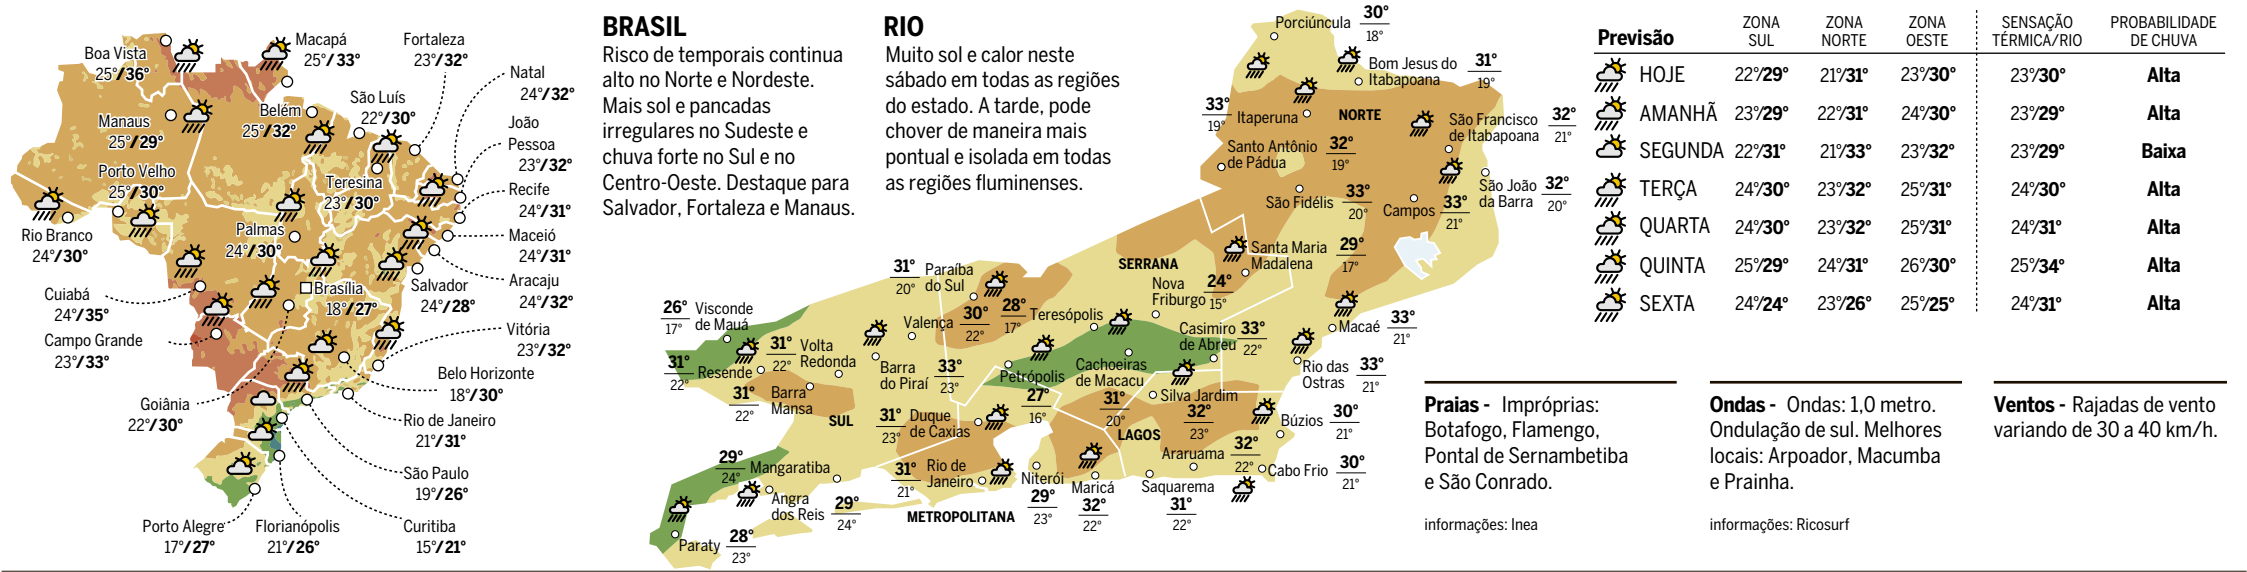 Boa Vista
25°/36°
Macapá
25°/33°
Fortaleza
23°/32°
Natal
24°/32°
Manaus
25°/29°
Belém
25°/32°
São Luís
22°/30°
João
Pessoa
23°/32°
Porto Velho
25°/30°
Teresina
23°/30°
Recife
24°/31°
Rio Branco
24°/30°
Palmas
24°/30°
Maceió
24°/31°
Cuiabá
24°/35°
Brasília
18°/27°
Salvador
24°/28°
Aracaju
24°/32°
Campo Grande
23°/33°
Vitória
23°/32°
Belo Horizonte
18°/30°
Goiânia
22°/30°
Rio de Janeiro
21°/31°
São Paulo
19°/26°
Porto Alegre
17°/27°
Florianópolis
21°/26°
Curitiba
15°/21°
BRASIL
Risco de temporais continua
alto no Norte e Nordeste.
Mais sol e pancadas
irregulares no Sudeste e
chuva forte no Sul e no
Centro-Oeste. Destaque para
Salvador, Fortaleza e Manaus.
RIO
Muito sol e calor neste
sábado em todas as regiões
do estado. A tarde, pode
chover de maneira mais
pontual e isolada em todas
as regiões fluminenses.
Porciúncula 30°
18°
Bom Jesus do
Itabapoana 31°
19°
33°
19° Itaperuna
NORTE
São Francisco
de Itabapoana 32°
21°
Santo Antônio
de Pádua 32°
19°
São Fidélis 33°
20°
Campos 33°
21°
São João
da Barra 32°
20°
Santa Maria
Madalena 29°
17°
SERRANA
31°
20° Paraíba
do Sul
Nova
Friburgo 24°
15°
26°
17° Visconde
de Mauá
Valença 30°
22°
28°
17° Teresópolis
Casimiro
de Abreu 33°
22°
Macaé 33°
21°
31°
22° Resende
31°
22° Volta
Redonda
Barra
do Piraí 33°
23°
Petrópolis
27°
16°
Cachoeiras
de Macacu
31°
20°
Rio das
Ostras 33°
21°
31°
22° Barra
Mansa
SUL
31°
23° Duque
de Caxias
Silva Jardim
32°
23°
LAGOS
Búzios 30°
21°
29°
24° Mangaratiba
31°
21° Rio de
Janeiro
Niterói
29°
23°
Maricá
32°
22°
Araruama 32°
22°
Saquarema
31°
22°
Cabo Frio 30°
21°
Angra
dos Reis 29°
24°
METROPOLITANA
Paraty 28°
23°
Previsão ZONA SUL ZONA NORTE ZONA OESTE SENSAÇÃO TÉRMICA/RIO PROBABILIDADE DE CHUVA
HOJE 22°/29° 21°/31° 23°/30° 23°/30° Alta
AMANHÃ 23°/29° 22°/31° 24°/30° 23°/29° Alta
SEGUNDA 22°/31° 21°/33° 23°/32° 23°/29° Baixa
TERÇA 24°/30° 23°/32° 25°/31° 24°/30° Alta
QUARTA 24°/30° 23°/32° 25°/31° 24°/31° Alta
QUINTA 25°/29° 24°/31° 26°/30° 25°/34° Alta
SEXTA 24°/24° 23°/26° 25°/25° 24°/31° Alta
Praias - Impróprias:
Botafogo, Flamengo,
Pontal de Sernambetiba
e São Conrado.
informações: Inea
Ondas - Ondas: 1,0 metro.
Ondulação de sul. Melhores
locais: Arpoador, Macumba
e Prainha.
informações: Ricosurf
Ventos - Rajadas de vento
variando de 30 a 40 km/h.